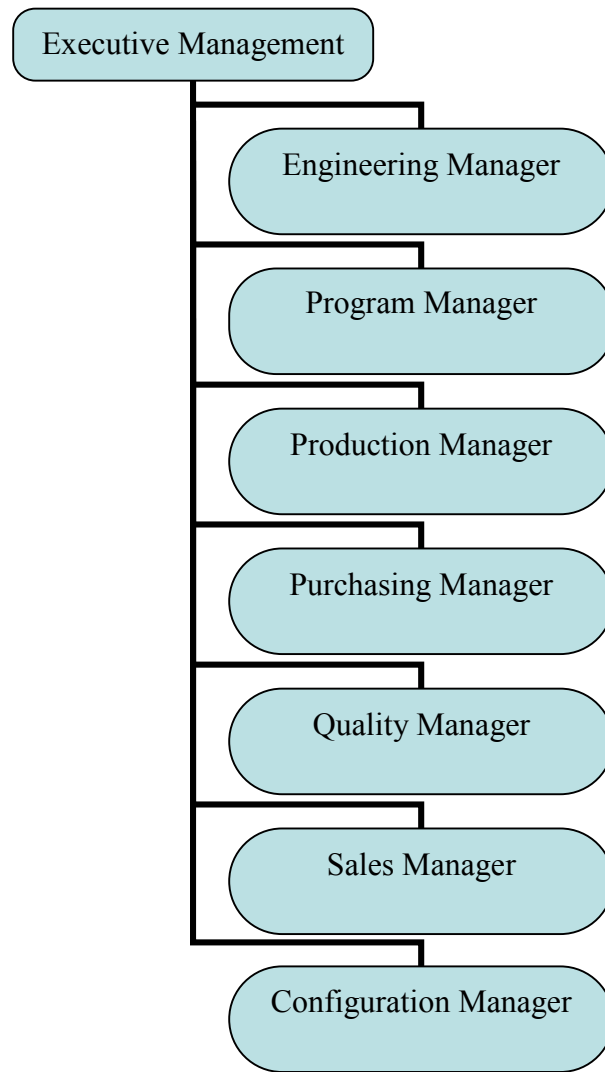 Executive Management
Engineering Manager
Program Manager
Production Manager
Purchasing Manager
Quality Manager
Sales Manager
Configuration Manager